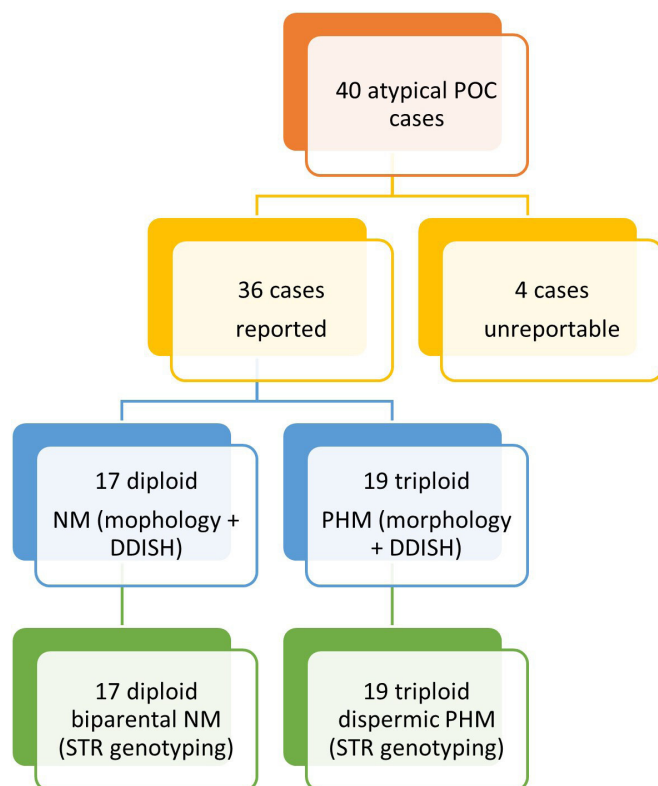 40 atypical POC
cases
36 cases
reported
4 cases
unreportable
17 diploid
NM (mophology +
DDISH)
19 triploid
PHM (morphology
+ DDISH)
17 diploid
biparental NM
(STR genotyping)
19 triploid
dispermic PHM
(STR genotyping)